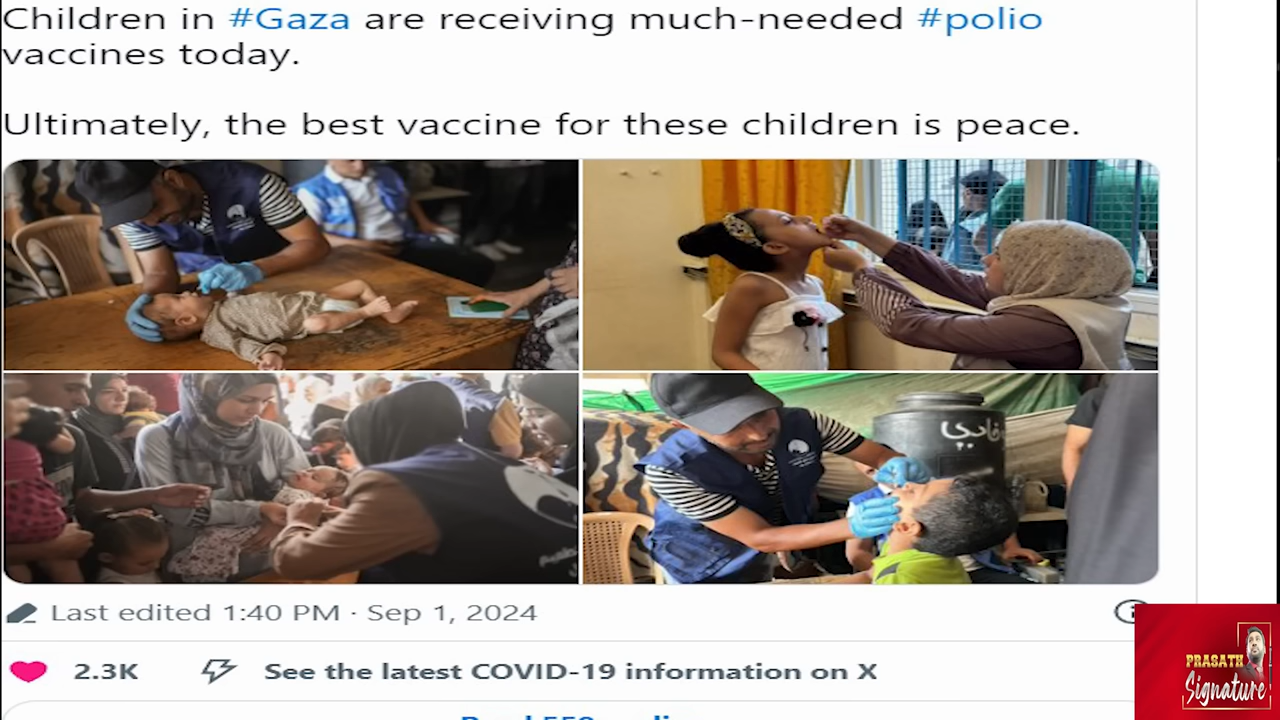 Children in #Gaza are receiving much-needed #polio
vaccines today.
Ultimately, the best vaccine for these children is peace.
Last edited 1:40 PM · Sep 1, 2024
2.3K
See the latest COVID-19 information on X
PRASATH
Signature